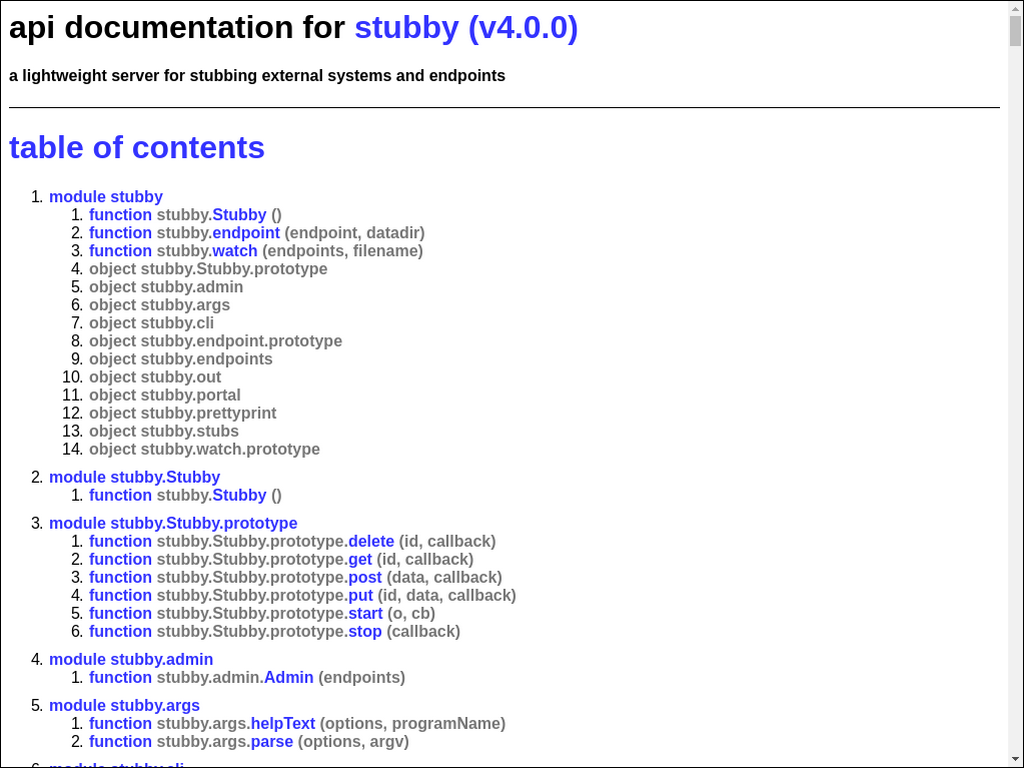 api documentation for stubby (v4.0.0)
a lightweight server for stubbing external systems and endpoints
table of contents
1. module stubby
1. function stubby.Stubby ()
2. function stubby.endpoint (endpoint, datadir)
3. function stubby.watch (endpoints, filename)
4. object stubby.Stubby.prototype
5. object stubby.admin
6. object stubby.args
7. object stubby.cli
8. object stubby.endpoint.prototype
9. object stubby.endpoints
10. object stubby.out
11. object stubby.portal
12. object stubby.prettyprint
13. object stubby.stubs
14. object stubby.watch.prototype
2. module stubby.Stubby
1. function stubby.Stubby ()
3. module stubby.Stubby.prototype
1. function stubby.Stubby.prototype.delete (id, callback)
2. function stubby.Stubby.prototype.get (id, callback)
3. function stubby.Stubby.prototype.post (data, callback)
4. function stubby.Stubby.prototype.put (id, data, callback)
5. function stubby.Stubby.prototype.start (o, cb)
6. function stubby.Stubby.prototype.stop (callback)
4. module stubby.admin
1. function stubby.admin.Admin (endpoints)
5. module stubby.args
1. function stubby.args.helpText (options, programName)
2. function stubby.args.parse (options, argv)
6. module stubby.cli